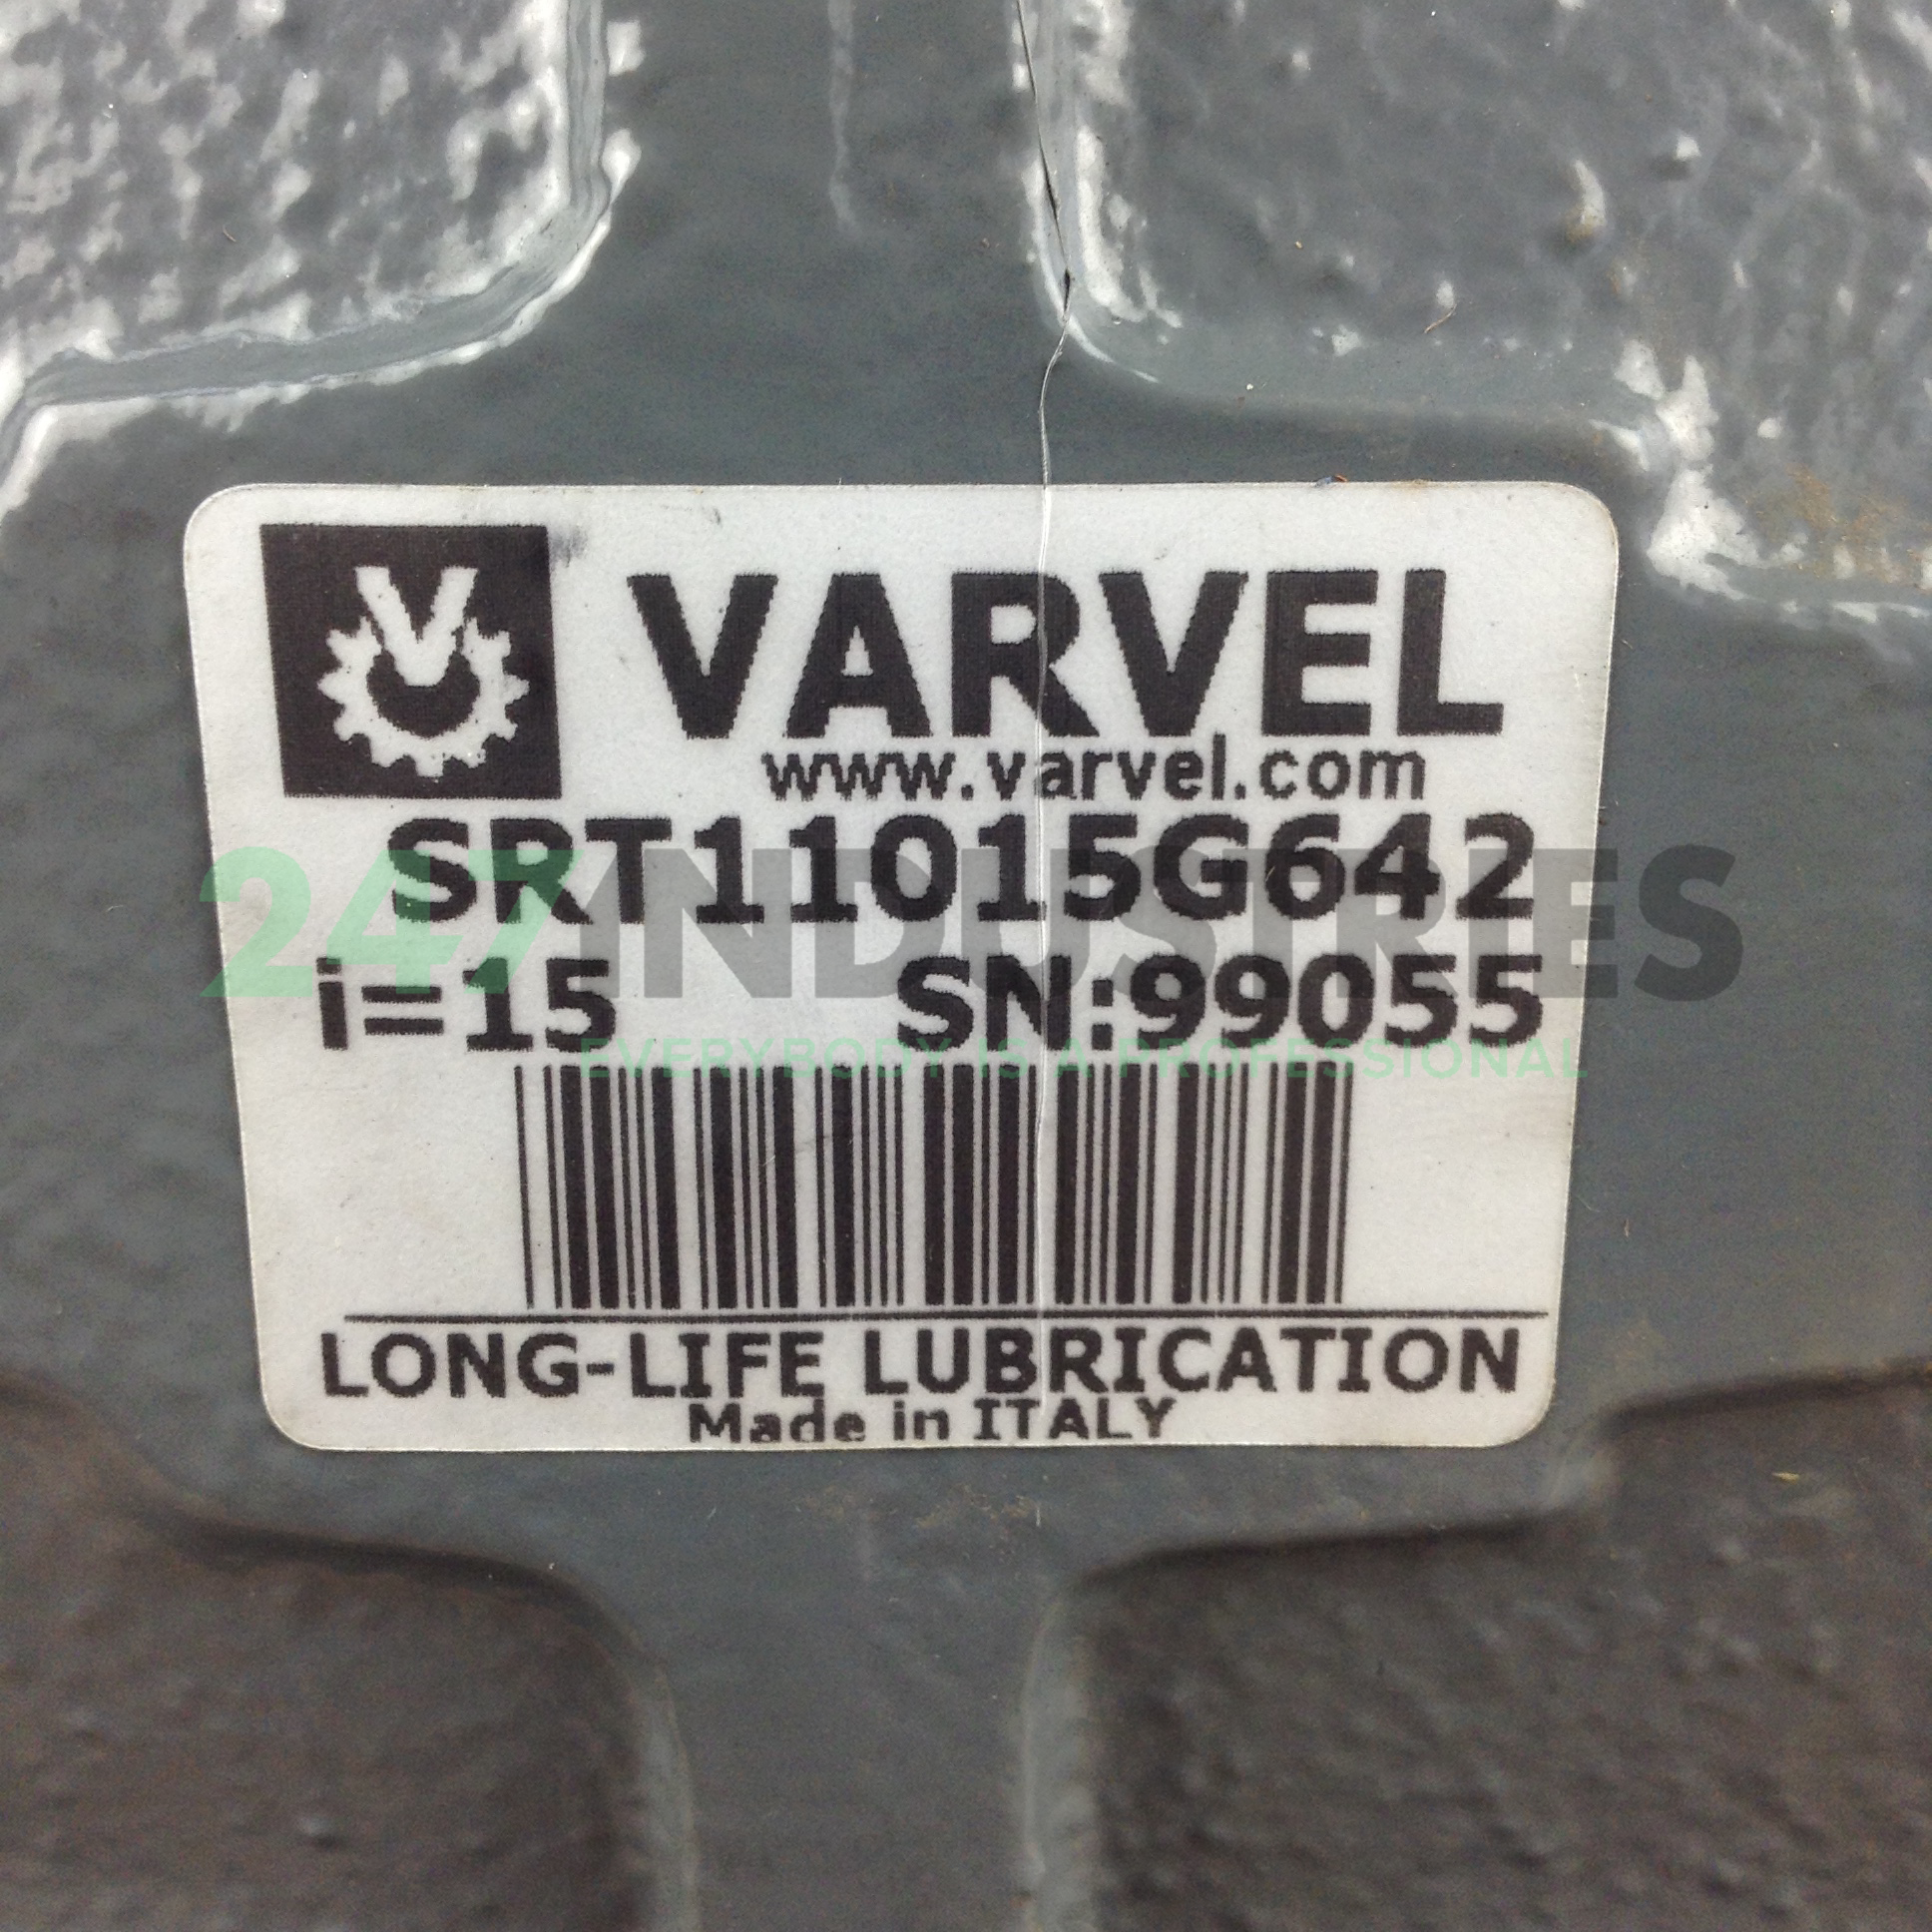 VARVEL
www.varvel.com
SRT11015G642
247INDUSTRIES
i=15 SN:99055
EVERYBODY IS A PROFESSIONAL
LONG-LIFE LUBRICATION
Made in ITALY